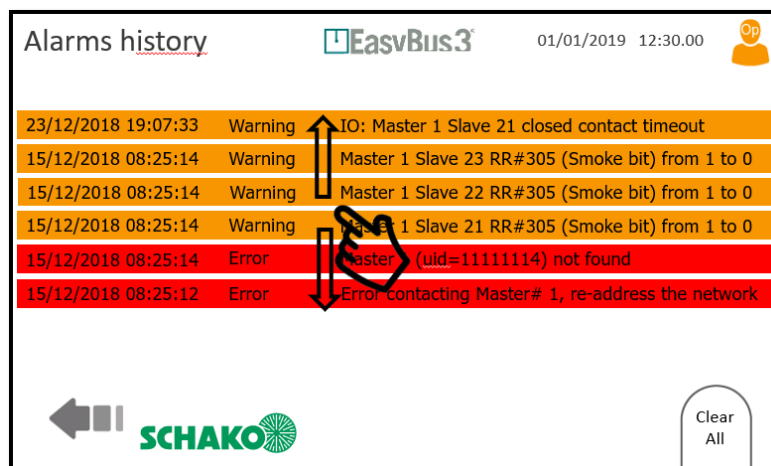 Alarms history
EasyBus3
01/01/2019 12:30.00
Op
23/12/2018 19:07:33 Warning IO: Master 1 Slave 21 closed contact timeout
15/12/2018 08:25:14 Warning Master 1 Slave 23 RR#305 (Smoke bit) from 1 to 0
15/12/2018 08:25:14 Warning Master 1 Slave 22 RR#305 (Smoke bit) from 1 to 0
15/12/2018 08:25:14 Warning Master 1 Slave 21 RR#305 (Smoke bit) from 1 to 0
15/12/2018 08:25:14 Error Master (uid=11111114) not found
15/12/2018 08:25:12 Error Error contacting Master# 1, re-address the network
SCHAKO
Clear
All